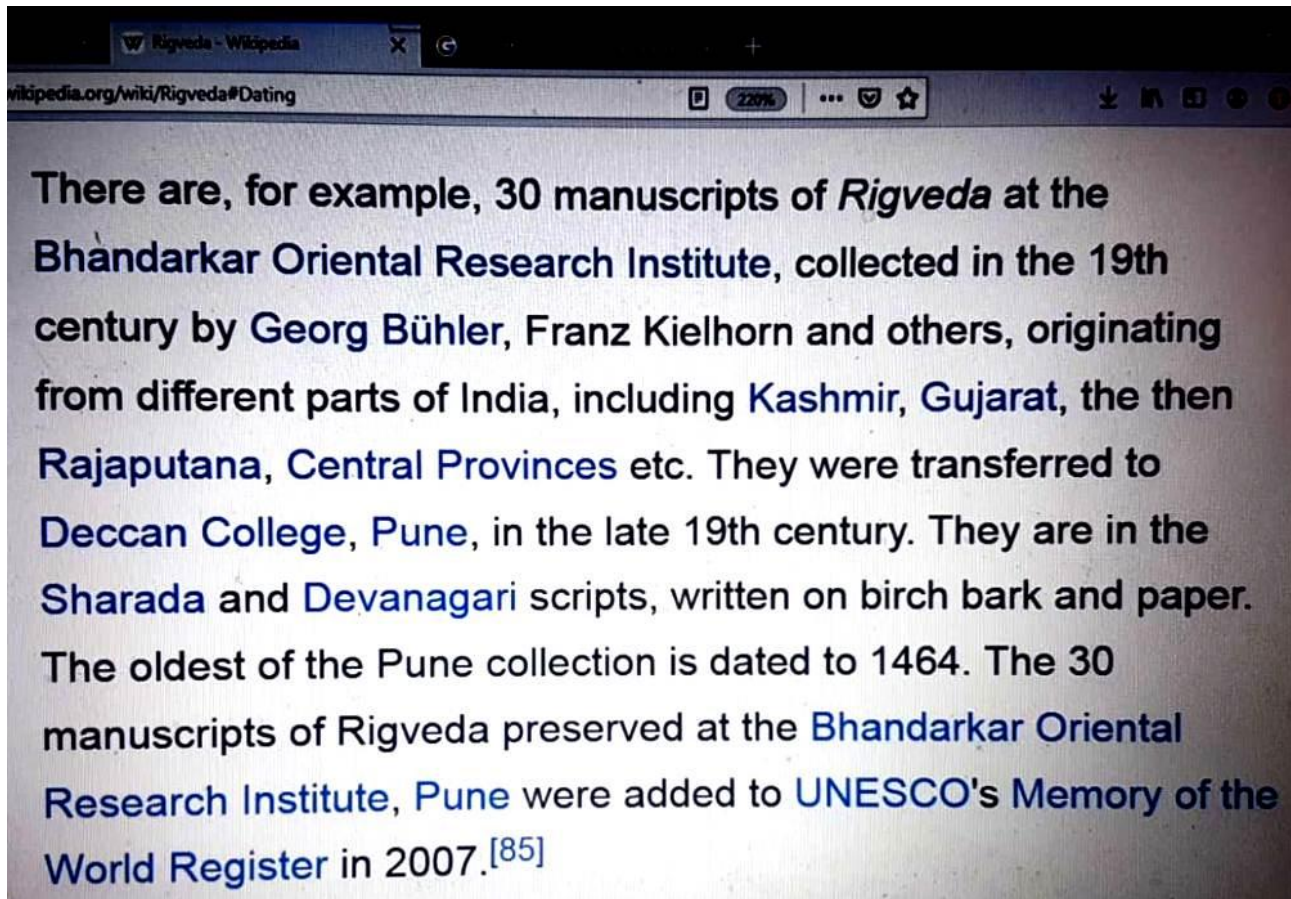 Rigveda - Wikipedia
vikipedia.org/wiki/Rigveda#Dating
220%
There are, for example, 30 manuscripts of Rigveda at the
Bhandarkar Oriental Research Institute, collected in the 19th
century by Georg Bühler, Franz Kielhorn and others, originating
from different parts of India, including Kashmir, Gujarat, the then
Rajaputana, Central Provinces etc. They were transferred to
Deccan College, Pune, in the late 19th century. They are in the
Sharada and Devanagari scripts, written on birch bark and paper.
The oldest of the Pune collection is dated to 1464. The 30
manuscripts of Rigveda preserved at the Bhandarkar Oriental
Research Institute, Pune were added to UNESCO's Memory of the
World Register in 2007.[85]